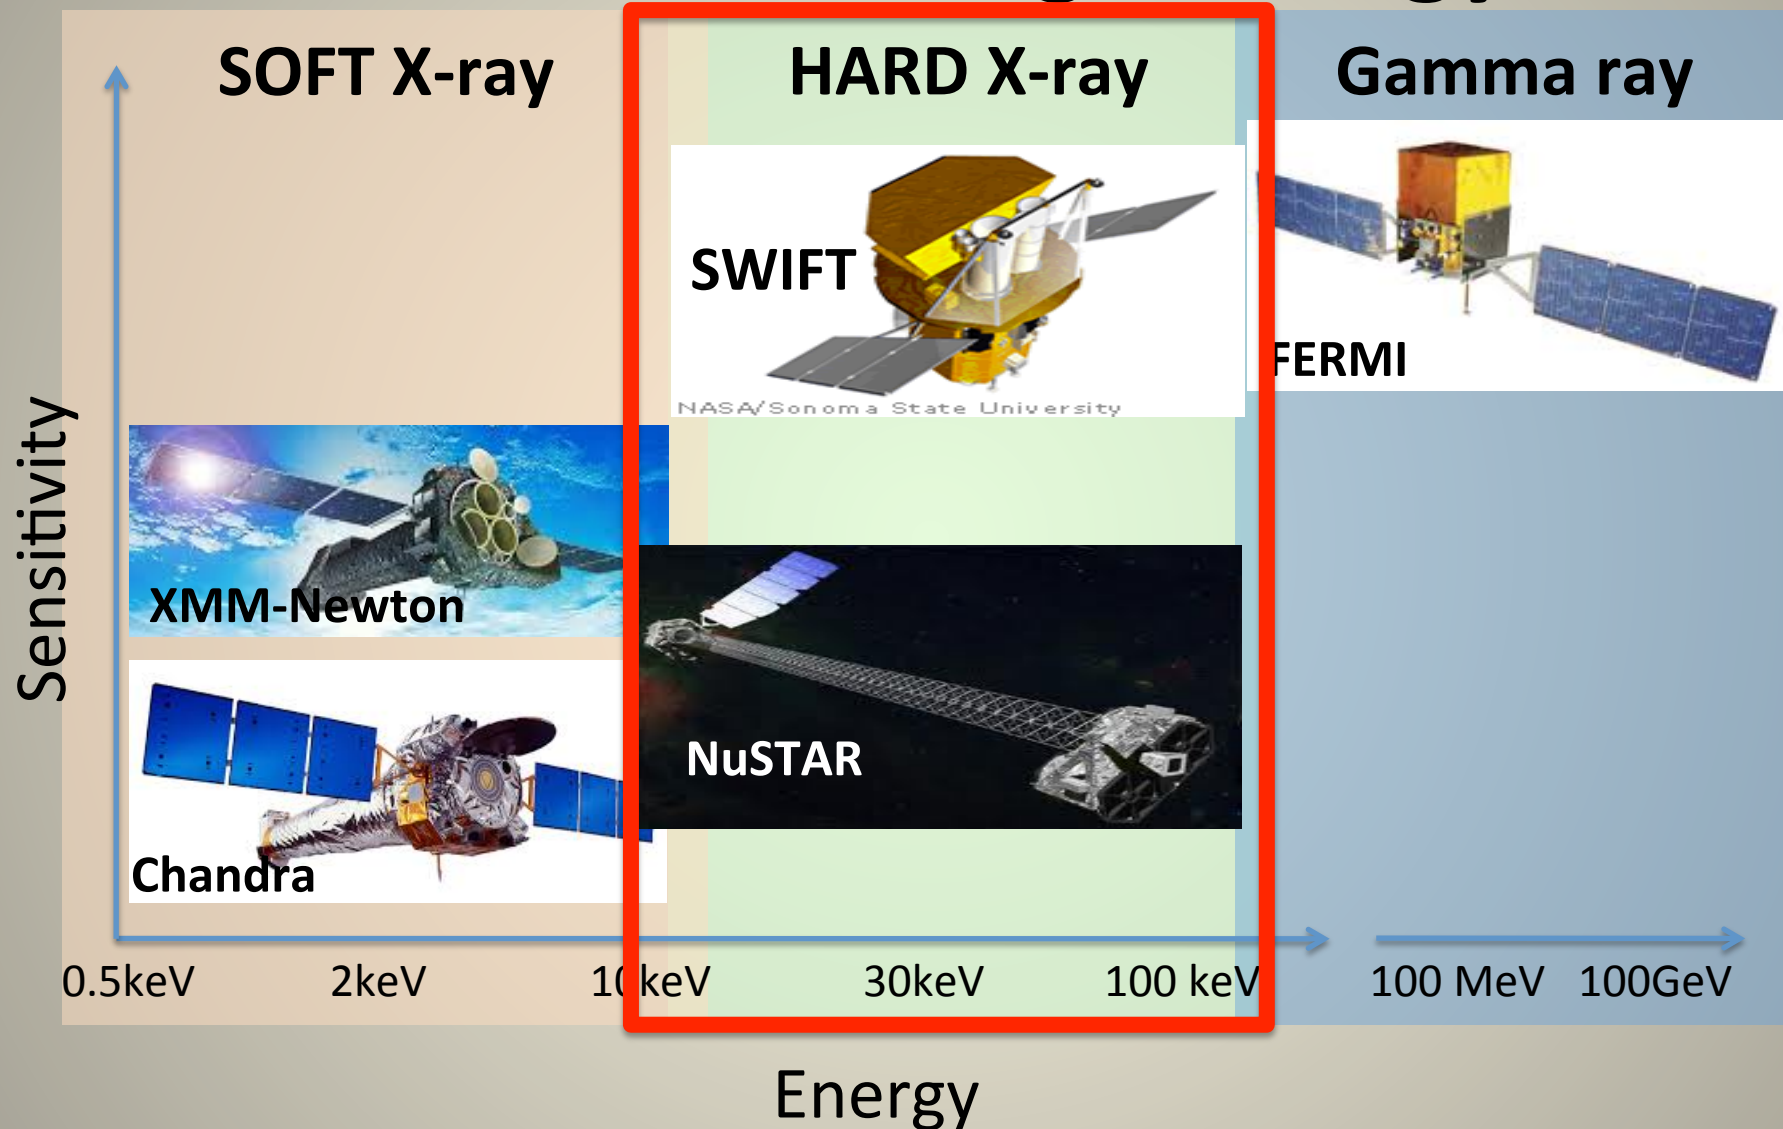 SOFT X-ray
HARD X-ray
Gamma ray
SWIFT
NASA/Sonoma State University
FERMI
Sensitivity
XMM-Newton
NuSTAR
Chandra
0.5keV 2keV 10keV 30keV 100 keV 100 MeV 100GeV
Energy